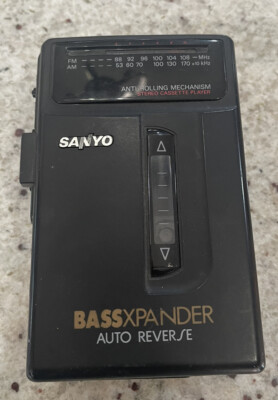 FM 88 92 96 100 104 108 MHz
AM 53 60 70 100 130 170 x10 kHz
ANTI-ROLLING MECHANISM
STEREO CASSETTE PLAYER
SANYO
BASSXPANDER
AUTO REVERSE